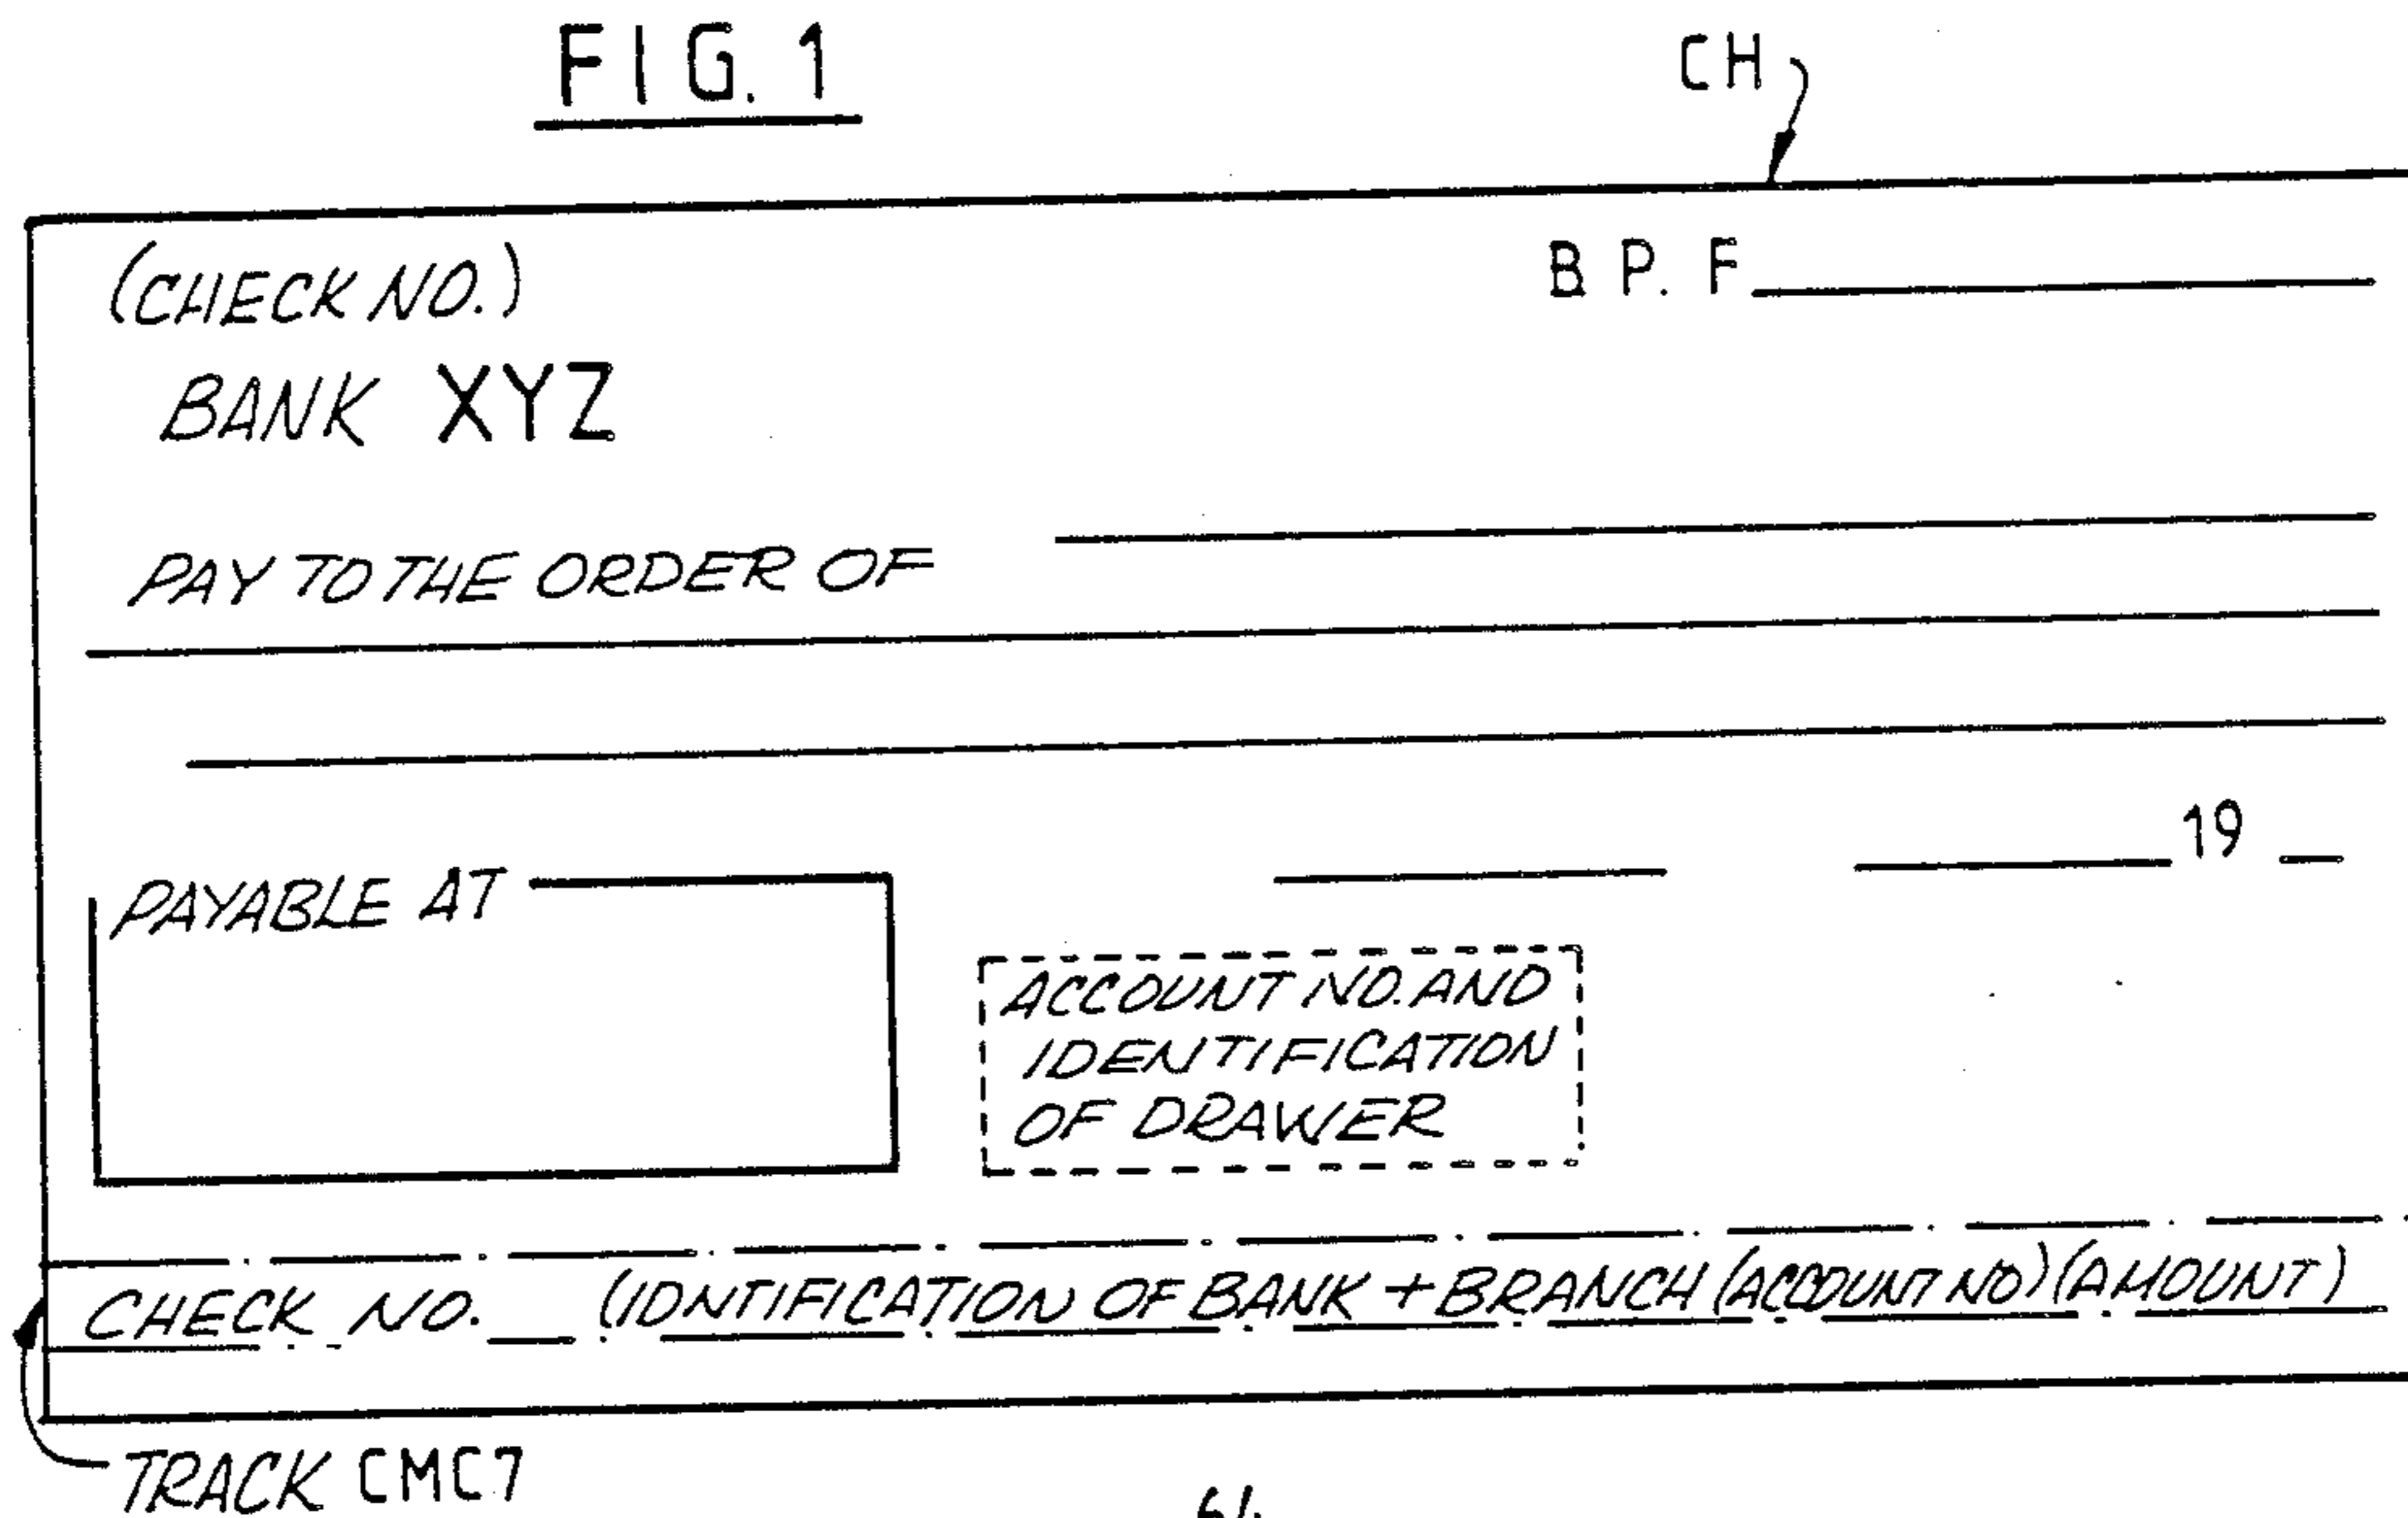 FIG. 1
CH
(CHECK NO.)
B P. F
BANK XYZ
PAY TO THE ORDER OF
19
PAYABLE AT
ACCOUNT NO. AND
IDENTIFICATION
OF DRAWER
CHECK NO. (IDNTIFICATION OF BANK + BRANCH (ACCOUNT NO) (AMOUNT)
TRACK CMC7